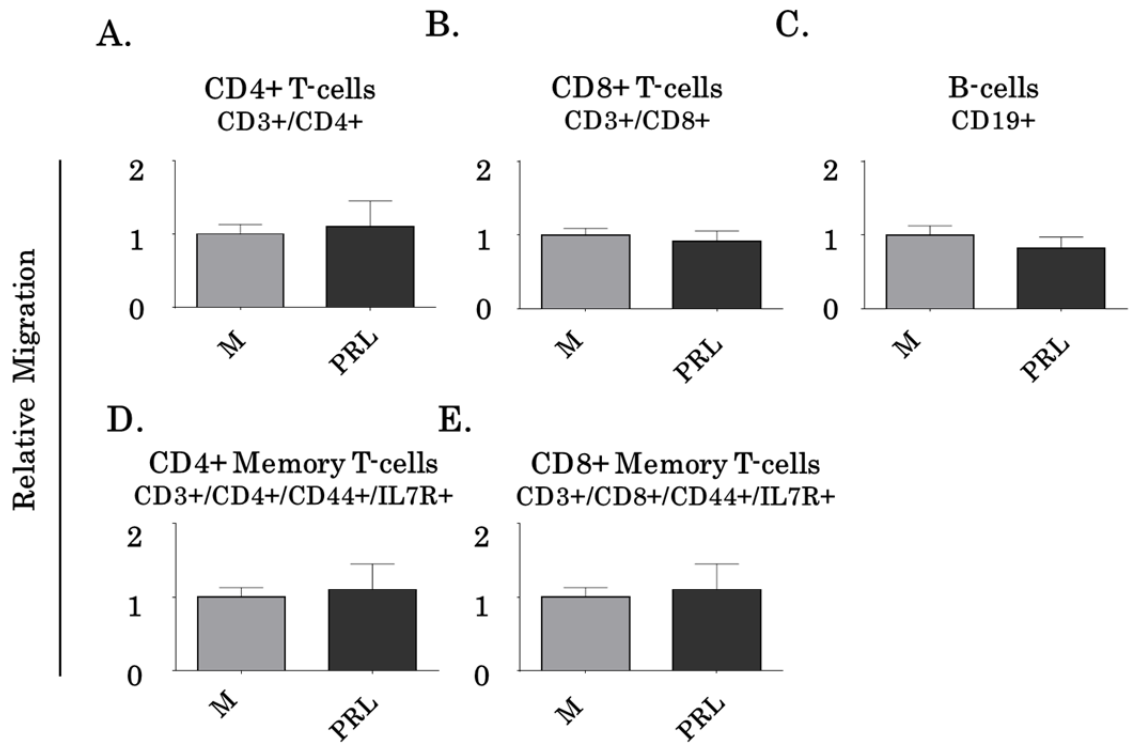 A.
CD4+ T-cells
CD3+/CD4+
2
1
0
M
PRL
B.
CD8+ T-cells
CD3+/CD8+
2
1
0
M
PRL
C.
B-cells
CD19+
2
1
0
M
PRL
Relative Migration
D.
CD4+ Memory T-cells
CD3+/CD4+/CD44+/IL7R+
2
1
0
M
PRL
E.
CD8+ Memory T-cells
CD3+/CD8+/CD44+/IL7R+
2
1
0
M
PRL